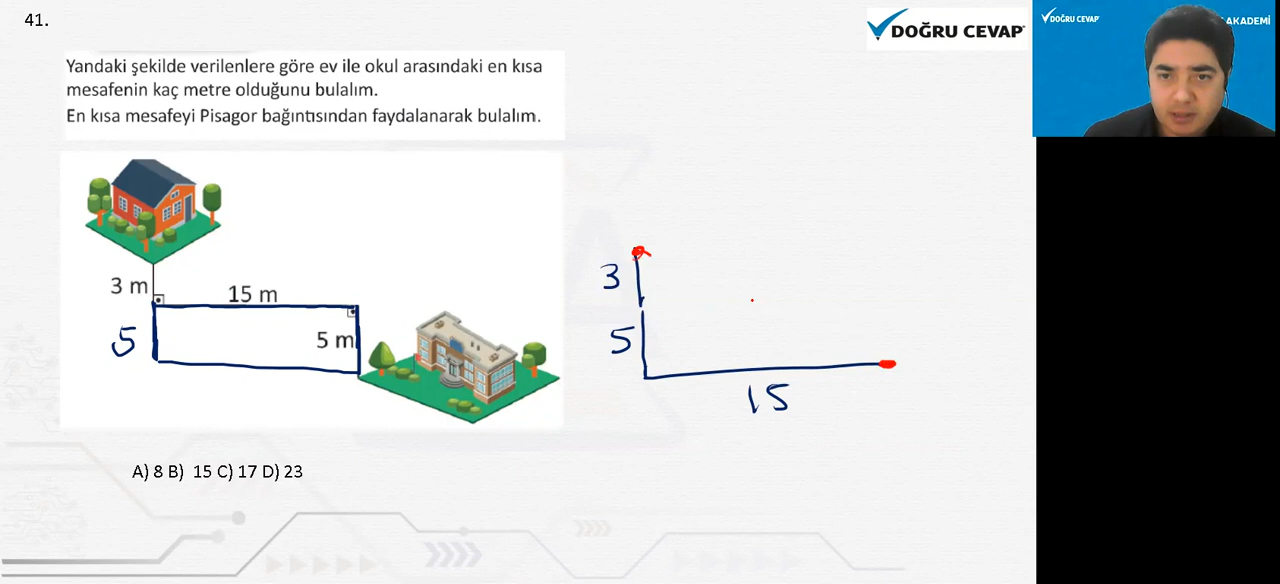 41.
DOĞRU CEVAP
DOĞRU CEVAP
AKADEMİ
Yandaki şekilde verilenlere göre ev ile okul arasındaki en kısa
mesafenin kaç metre olduğunu bulalım.
En kısa mesafeyi Pisagor bağıntısından faydalanarak bulalım.
3 m
15 m
5
5 m
3
5
15
A) 8 B) 15 C) 17 D) 23